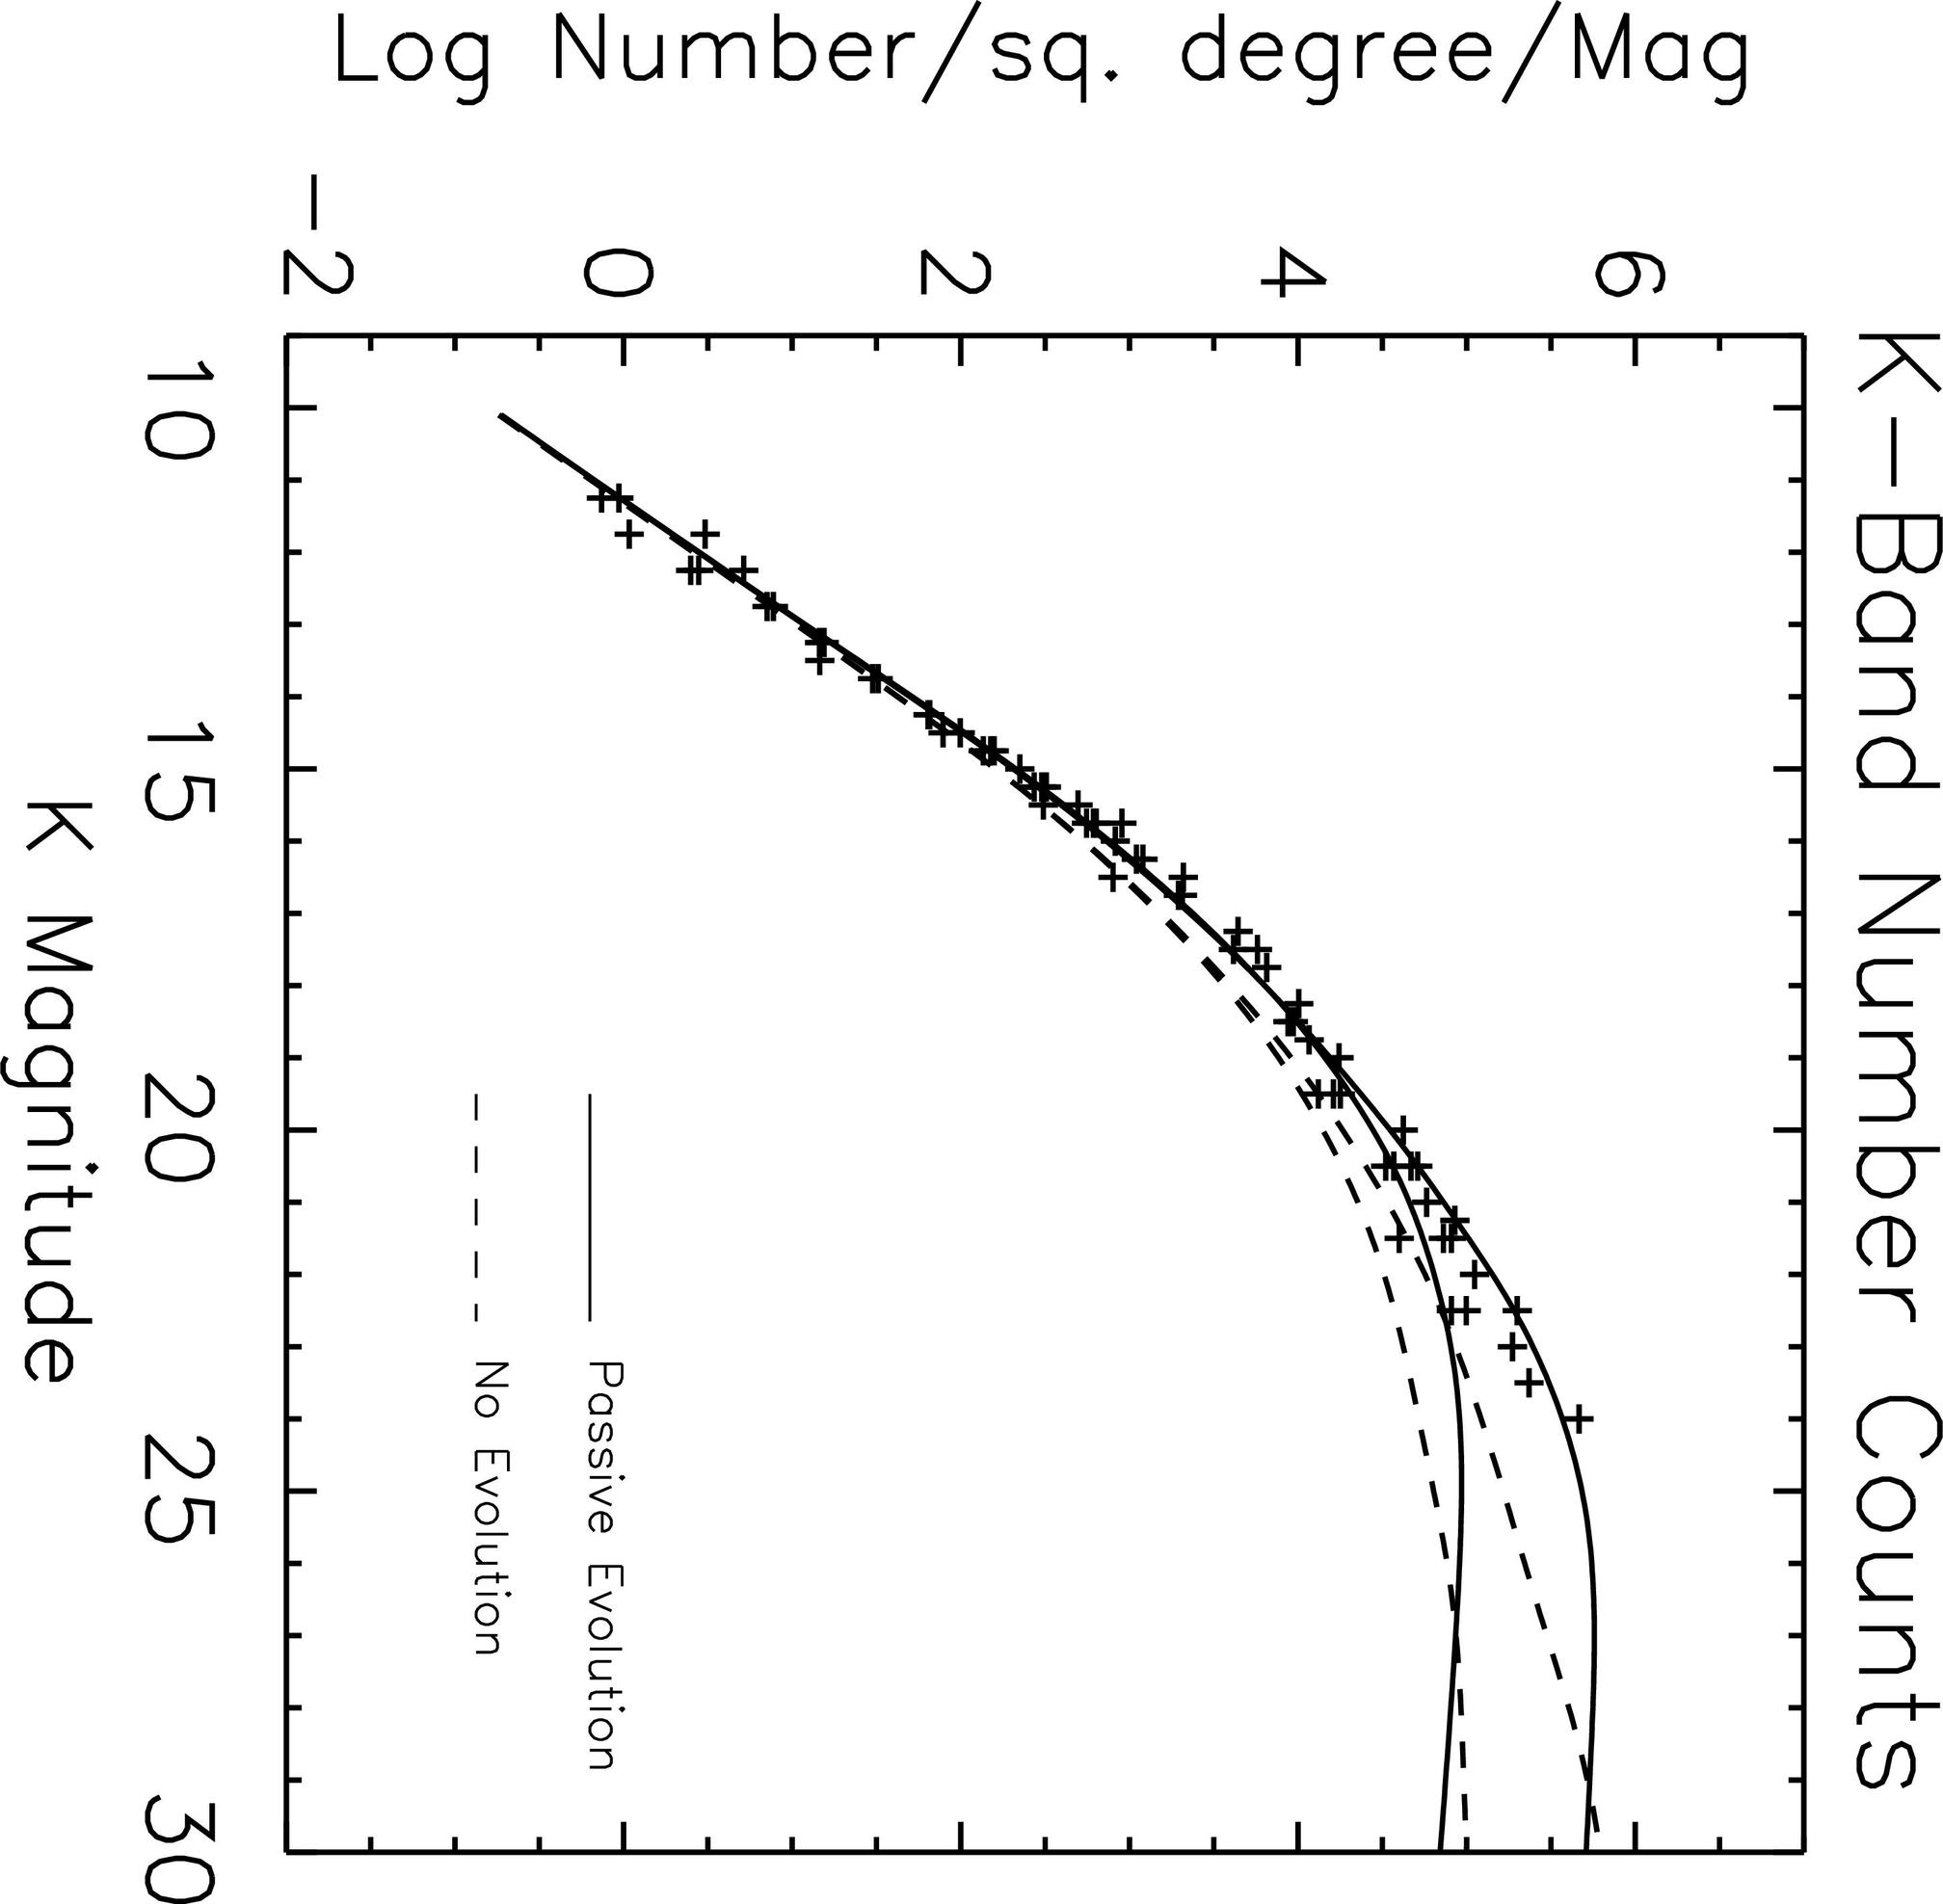 K-Band Number Counts
Log Number/sq. degree/Mag
6
4
2
0
-2
10
15
20
25
30
K Magnitude
Passive Evolution
No Evolution